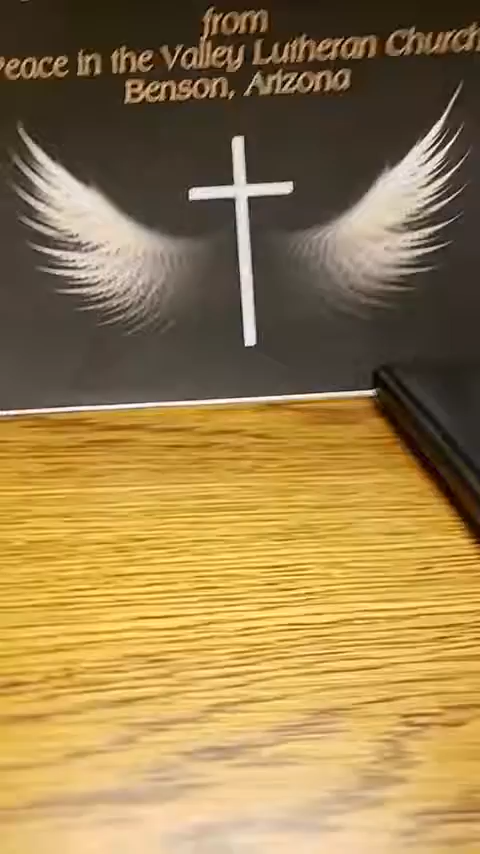 from
Peace in the Valley Lutheran Church
Benson, Arizona